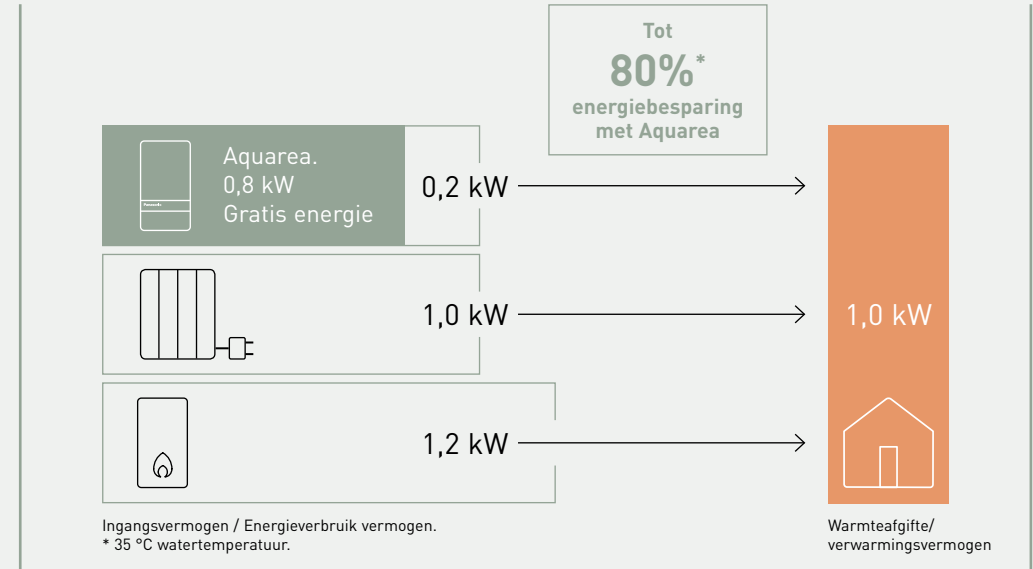 Tot
80%*
energiebesparing
met Aquarea
Aquarea.
0,8 kW
Gratis energie
0,2 kW
1,0 kW
1,0 kW
1,2 kW
Ingangsvermogen / Energieverbruik vermogen.
* 35 °C watertemperatuur.
Warmteafgifte/
verwarmingsvermogen